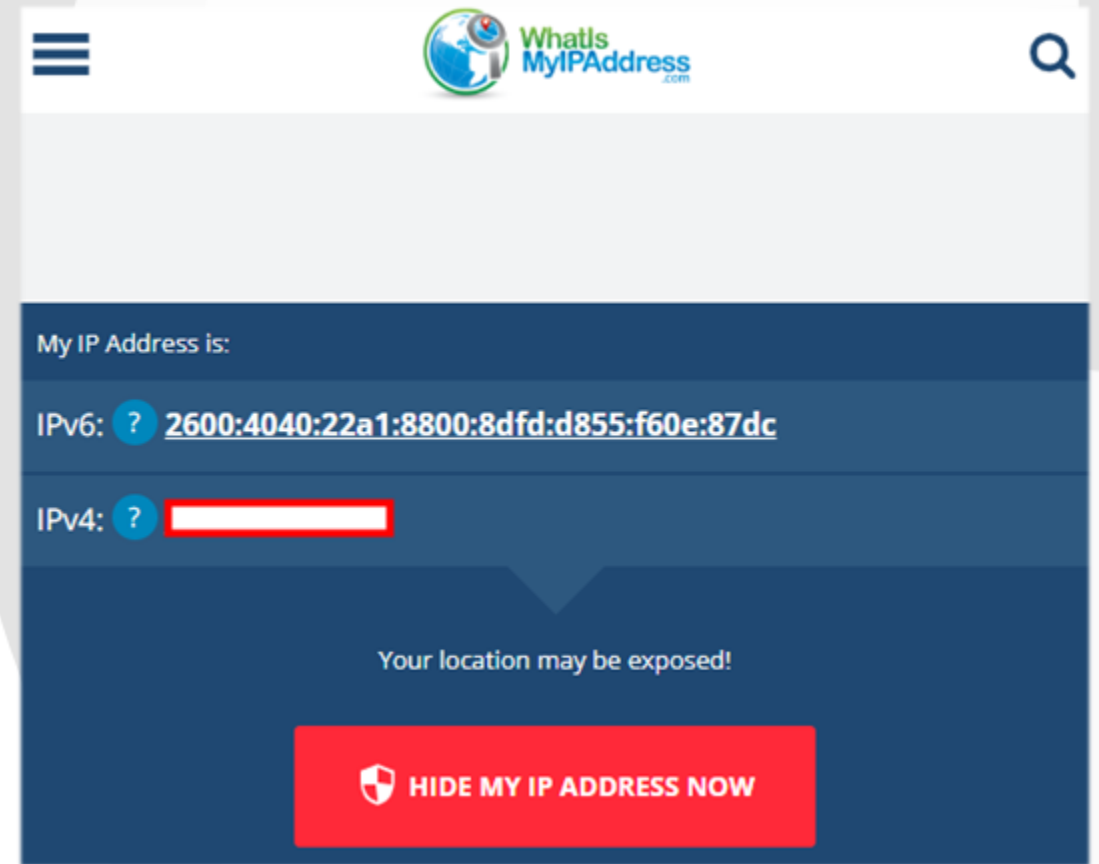 WhatIs
MyIPAddress
.com
My IP Address is:
IPv6: ? 2600:4040:22a1:8800:8dfd:d855:f60e:87dc
IPv4: ?
Your location may be exposed!
HIDE MY IP ADDRESS NOW